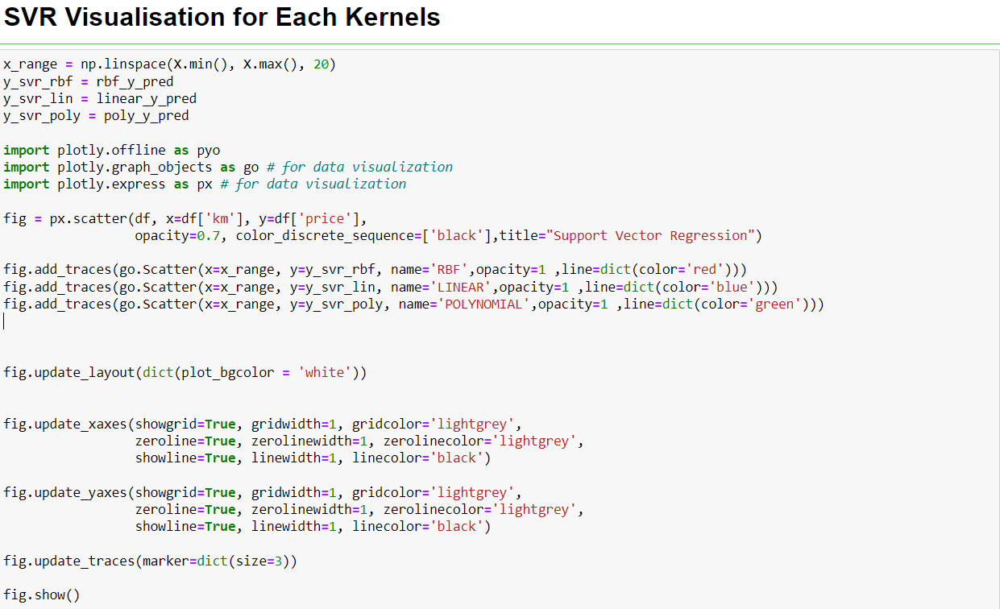 SVR Visualisation for Each Kernels
x_range = np.linspace(X.min(), X.max(), 20)
y_svr_rbf = rbf_y_pred
y_svr_lin = linear_y_pred
y_svr_poly = poly_y_pred
import plotly.offline as pyo
import plotly.graph_objects as go # for data visualization
import plotly.express as px # for data visualization
fig = px.scatter(df, x=df['km'], y=df['price'],
opacity=0.7, color_discrete_sequence=['black'],title="Support Vector Regression")
fig.add_traces(go.Scatter(x=x_range, y=y_svr_rbf, name='RBF',opacity=1 ,line=dict(color='red')))
fig.add_traces(go.Scatter(x=x_range, y=y_svr_lin, name='LINEAR',opacity=1 ,line=dict(color='blue')))
fig.add_traces(go.Scatter(x=x_range, y=y_svr_poly, name='POLYNOMIAL',opacity=1 ,line=dict(color='green')))
fig.update_layout(dict(plot_bgcolor = 'white'))
fig.update_xaxes(showgrid=True, gridwidth=1, gridcolor='lightgrey',
zeroline=True, zerolinewidth=1, zerolinecolor='lightgrey',
showline=True, linewidth=1, linecolor='black')
fig.update_yaxes(showgrid=True, gridwidth=1, gridcolor='lightgrey',
zeroline=True, zerolinewidth=1, zerolinecolor='lightgrey',
showline=True, linewidth=1, linecolor='black')
fig.update_traces(marker=dict(size=3))
fig.show()